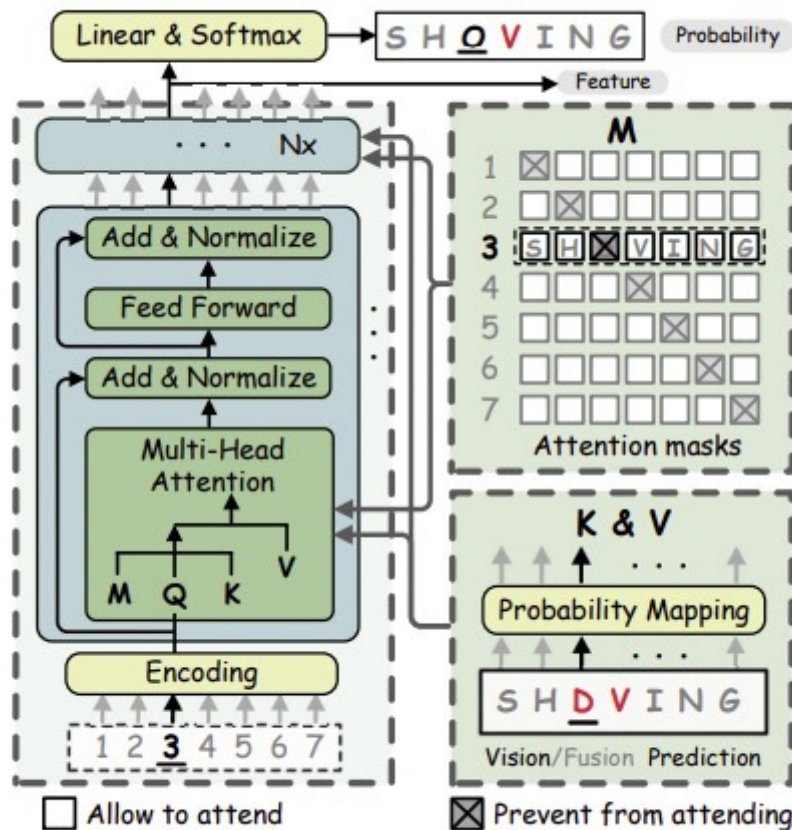 Linear & Softmax
S H O V I N G
Probability
Feature
. . . Nx
Add & Normalize
Feed Forward
Add & Normalize
Multi-Head
Attention
M Q K V
Encoding
1 2 3 4 5 6 7
M
1
2
3 S H V I N G
4
5
6
7
Attention masks
K & V
. . .
Probability Mapping
. . .
S H D V I N G
Vision/Fusion Prediction
Allow to attend
Prevent from attending